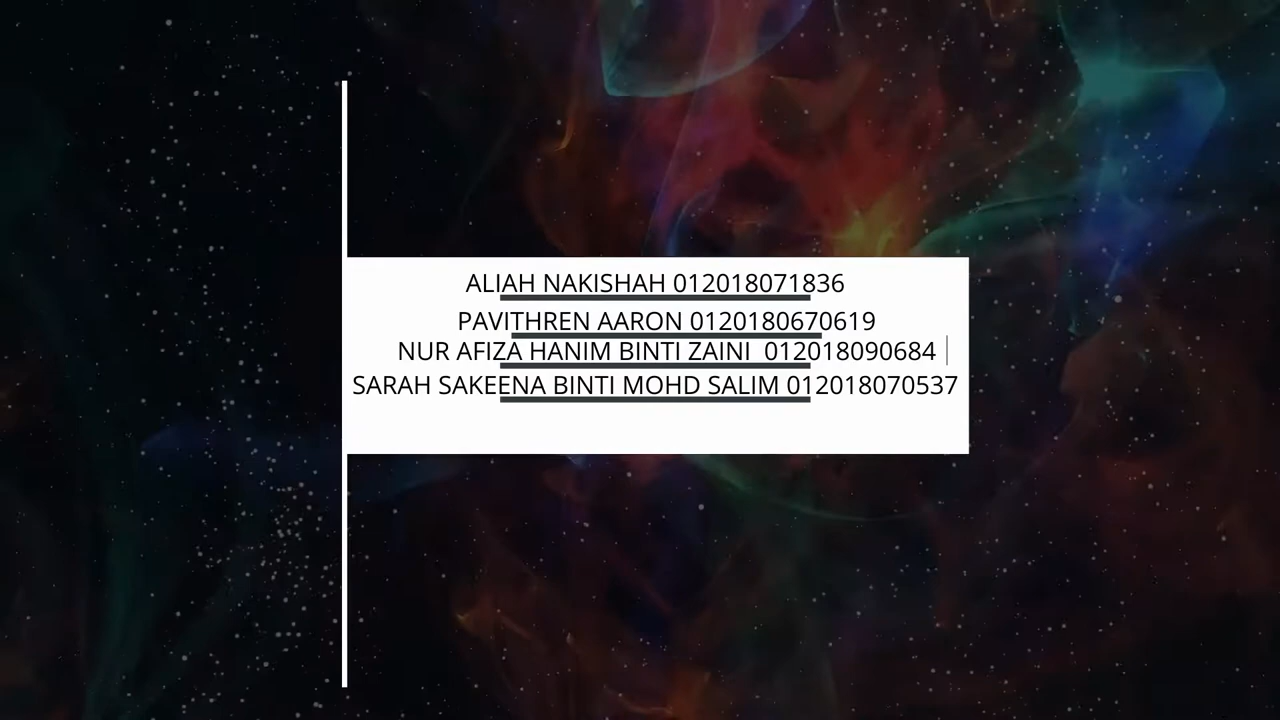 ALIAH NAKISHAH 012018071836
PAVITHREN AARON 0120180670619
NUR AFIZA HANIM BINTI ZAINI 012018090684
SARAH SAKEENA BINTI MOHD SALIM 012018070537